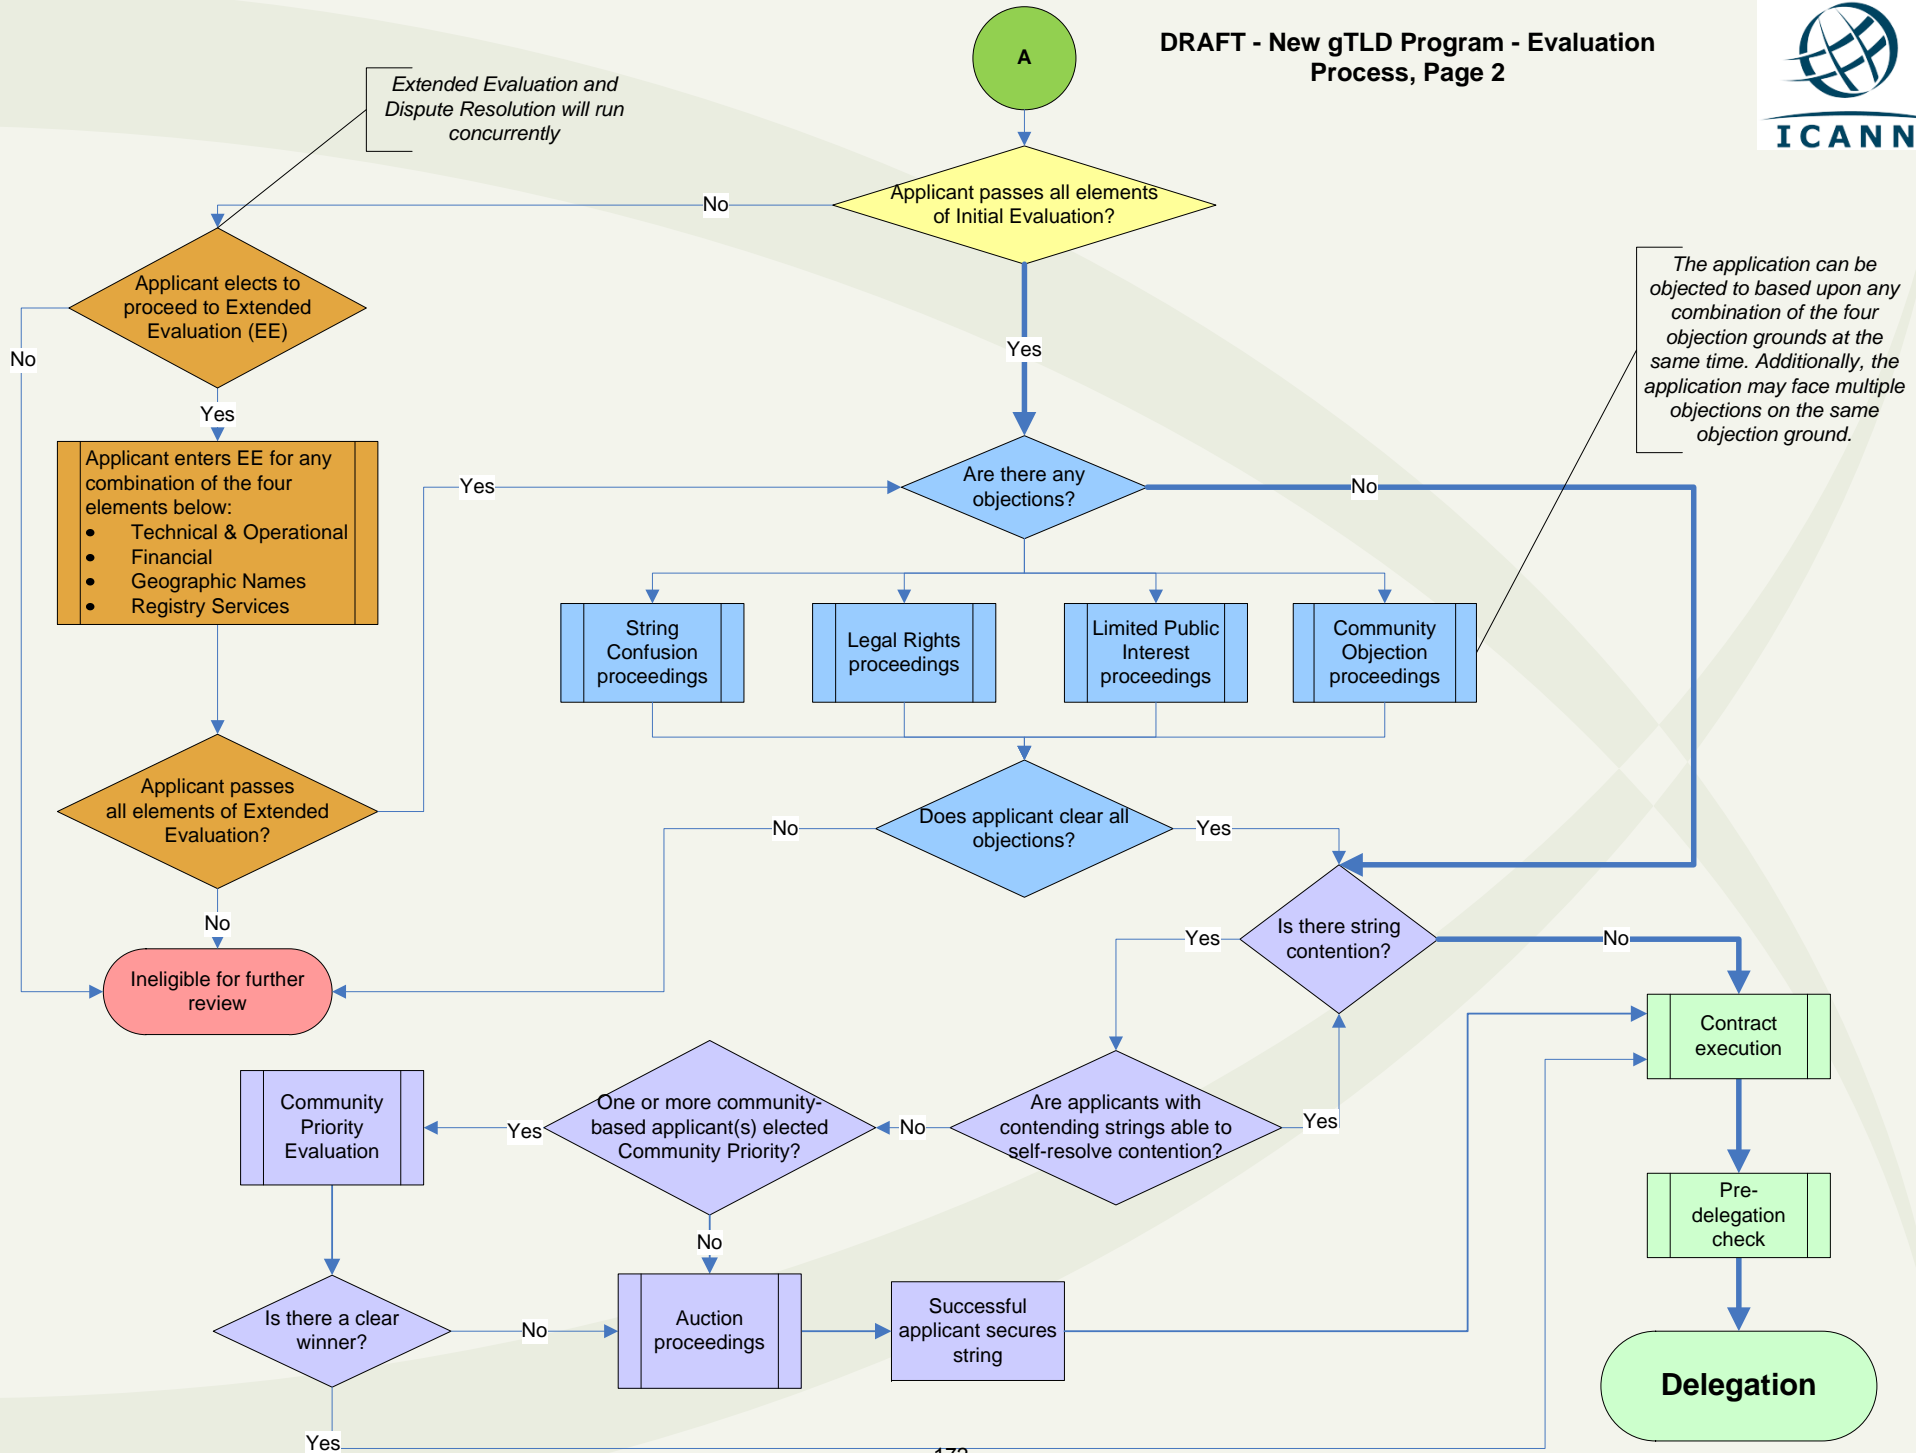 A
DRAFT - New gTLD Program - Evaluation
Process, Page 2
ICANN
Extended Evaluation and
Dispute Resolution will run
concurrently
Applicant passes all elements
of Initial Evaluation?
No
Yes
Applicant elects to
proceed to Extended
Evaluation (EE)
No
Yes
The application can be
objected to based upon any
combination of the four
objection grounds at the
same time. Additionally, the
application may face multiple
objections on the same
objection ground.
Applicant enters EE for any
combination of the four
elements below:
• Technical & Operational
• Financial
• Geographic Names
• Registry Services
Yes
Are there any
objections?
No
String
Confusion
proceedings
Legal Rights
proceedings
Limited Public
Interest
proceedings
Community
Objection
proceedings
Applicant passes
all elements of Extended
Evaluation?
No
Does applicant clear all
objections?
No
Yes
Ineligible for further
review
Is there string
contention?
Yes
No
Contract
execution
Community
Priority
Evaluation
Yes
One or more community-
based applicant(s) elected
Community Priority?
No
Are applicants with
contending strings able to
self-resolve contention?
Yes
No
Pre-
delegation
check
Is there a clear
winner?
No
Yes
Auction
proceedings
Successful
applicant secures
string
Delegation